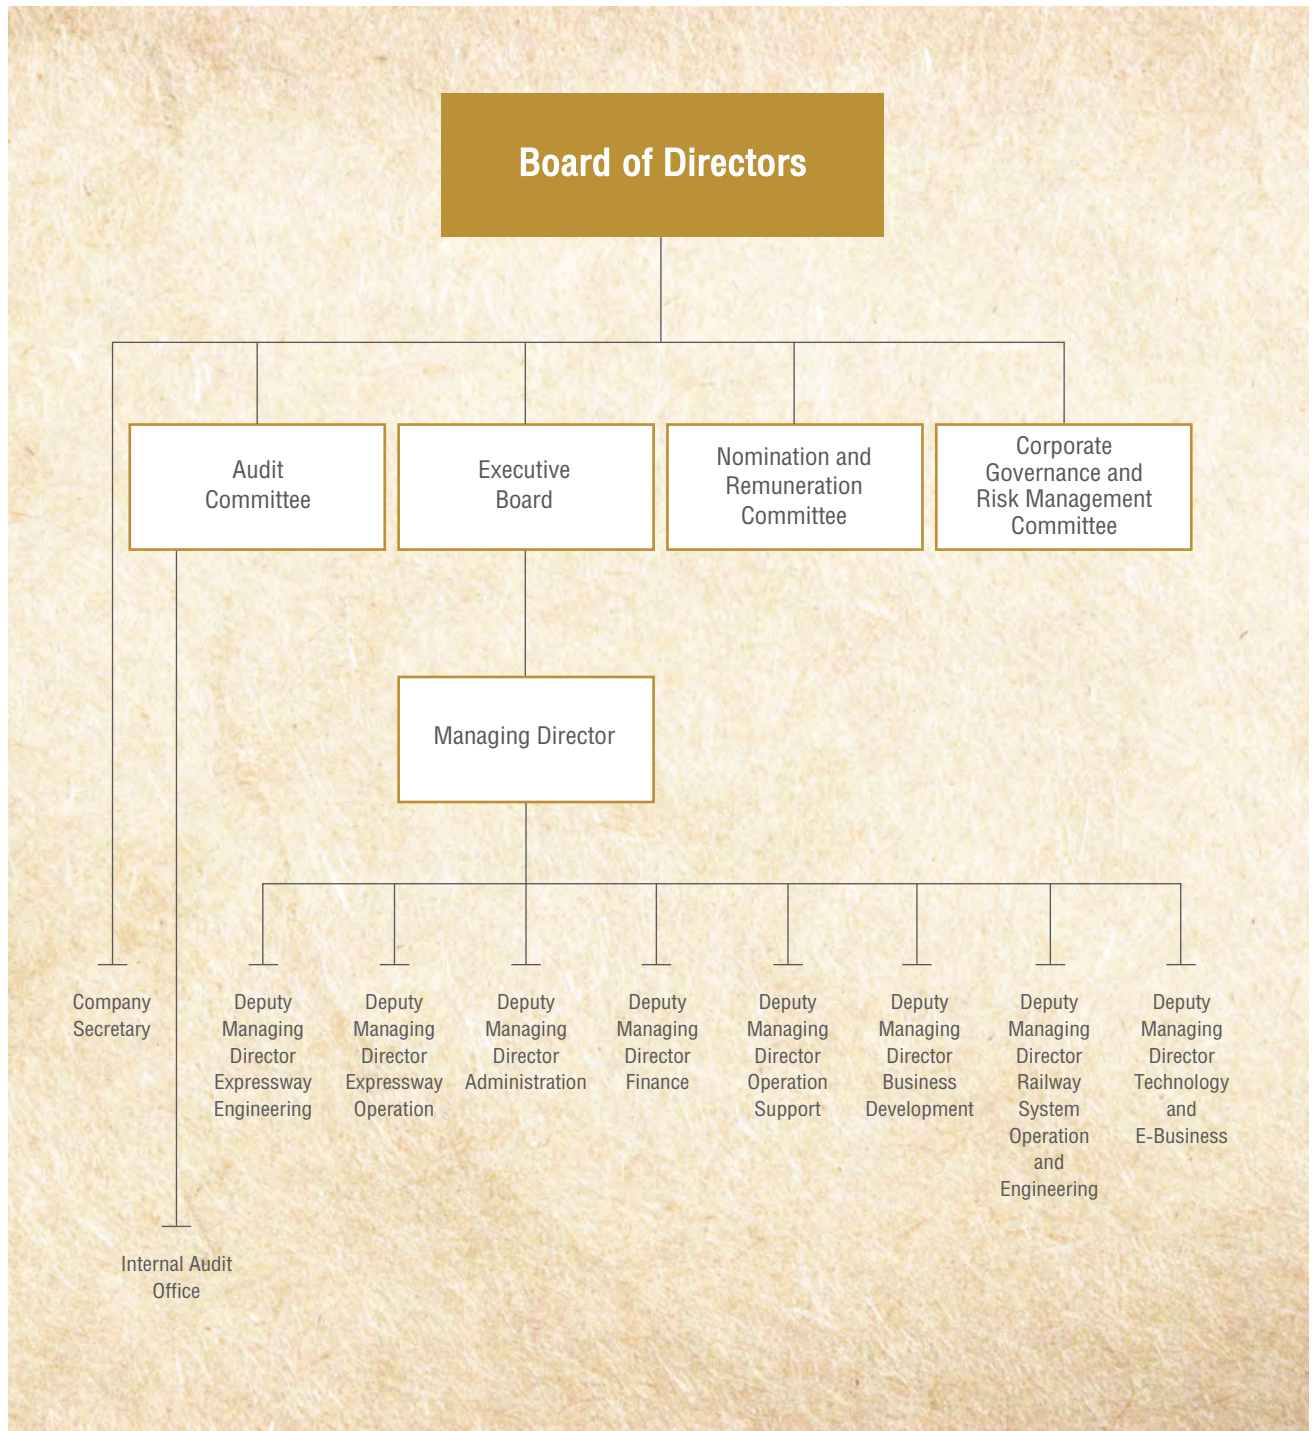 Board of Directors
Audit
Committee
Executive
Board
Nomination and
Remuneration
Committee
Corporate
Governance and
Risk Management
Committee
Managing Director
Company
Secretary
Deputy
Managing
Director
Expressway
Engineering
Deputy
Managing
Director
Expressway
Operation
Deputy
Managing
Director
Administration
Deputy
Managing
Director
Finance
Deputy
Managing
Director
Operation
Support
Deputy
Managing
Director
Business
Development
Deputy
Managing
Director
Railway
System
Operation
and
Engineering
Deputy
Managing
Director
Technology
and
E-Business
Internal Audit
Office